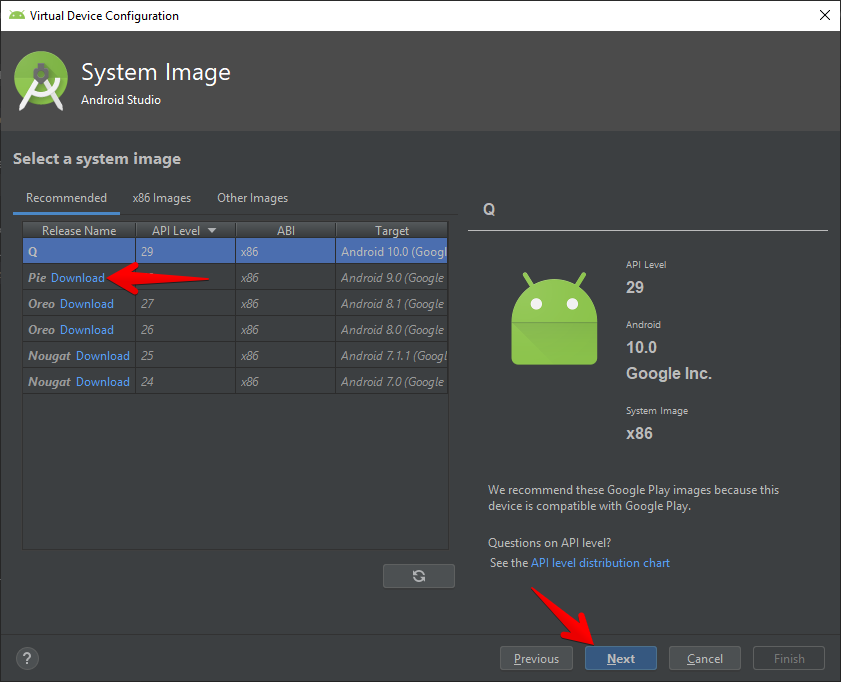 Virtual Device Configuration
System Image
Android Studio
Select a system image
Recommended x86 Images Other Images
Release Name API Level ABI Target
Q 29 x86 Android 10.0 (Googl
Pie Download x86 Android 9.0 (Google
Oreo Download 27 x86 Android 8.1 (Google
Oreo Download 26 x86 Android 8.0 (Google
Nougat Download 25 x86 Android 7.1.1 (Googl
Nougat Download 24 x86 Android 7.0 (Google
Q
API Level
29
Android
10.0
Google Inc.
System Image
x86
We recommend these Google Play images because this
device is compatible with Google Play.
Questions on API level?
See the API level distribution chart
? Previous Next Cancel Finish